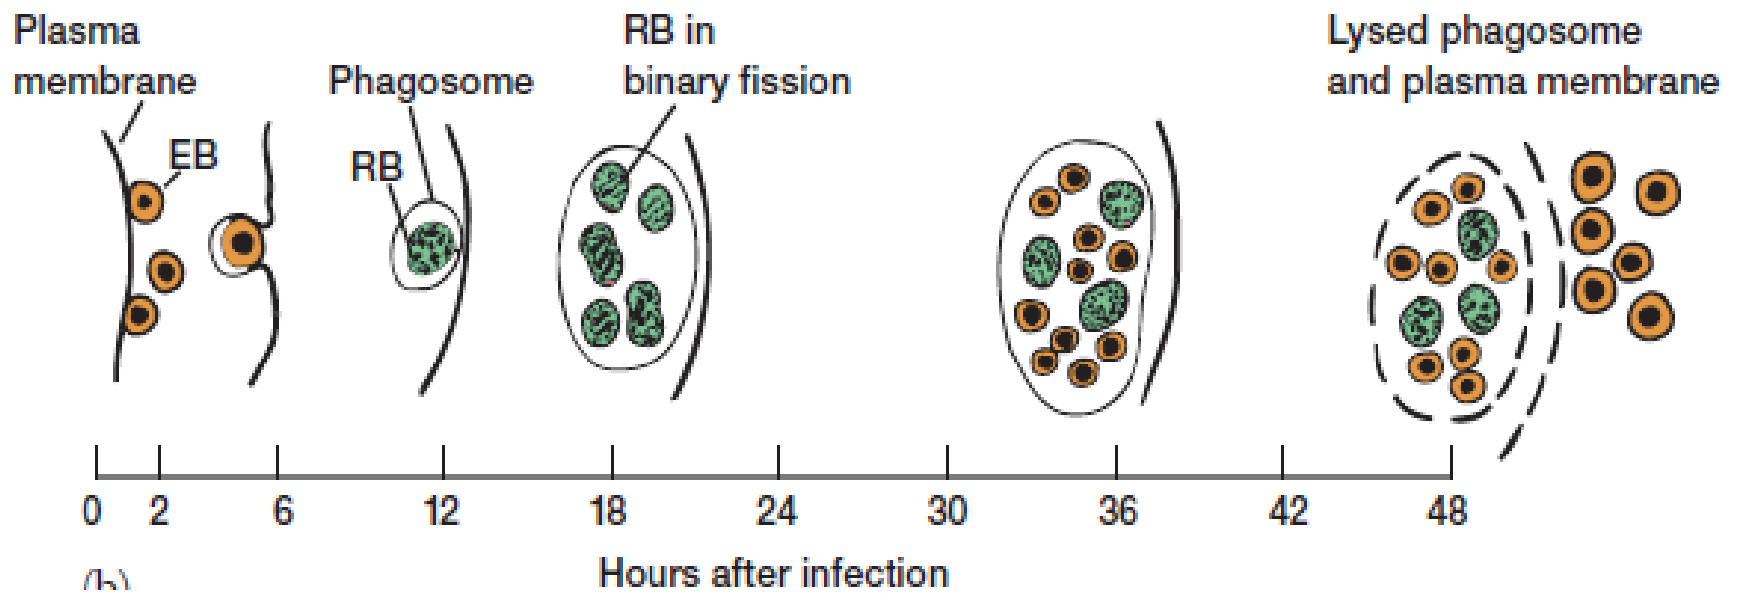 Plasma
membrane
EB
Phagosome
RB
RB in
binary fission
Lysed phagosome
and plasma membrane
0 2 6 12 18 24 30 36 42 48
Hours after infection
(b)